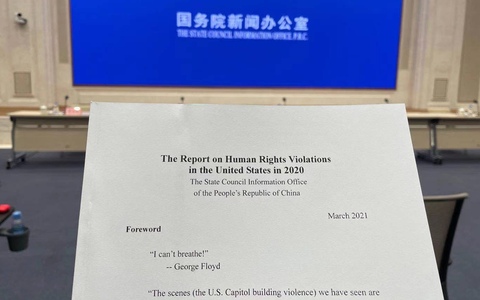 国务院新闻办公室
THE STATE COUNCIL INFORMATION OFFICE, P.R.C.
The Report on Human Rights Violations
in the United States in 2020
The State Council Information Office
of the People's Republic of China
March 2021
Foreword
"I can't breathe!"
-- George Floyd
"The scenes (the U.S. Capitol building violence) we have seen are